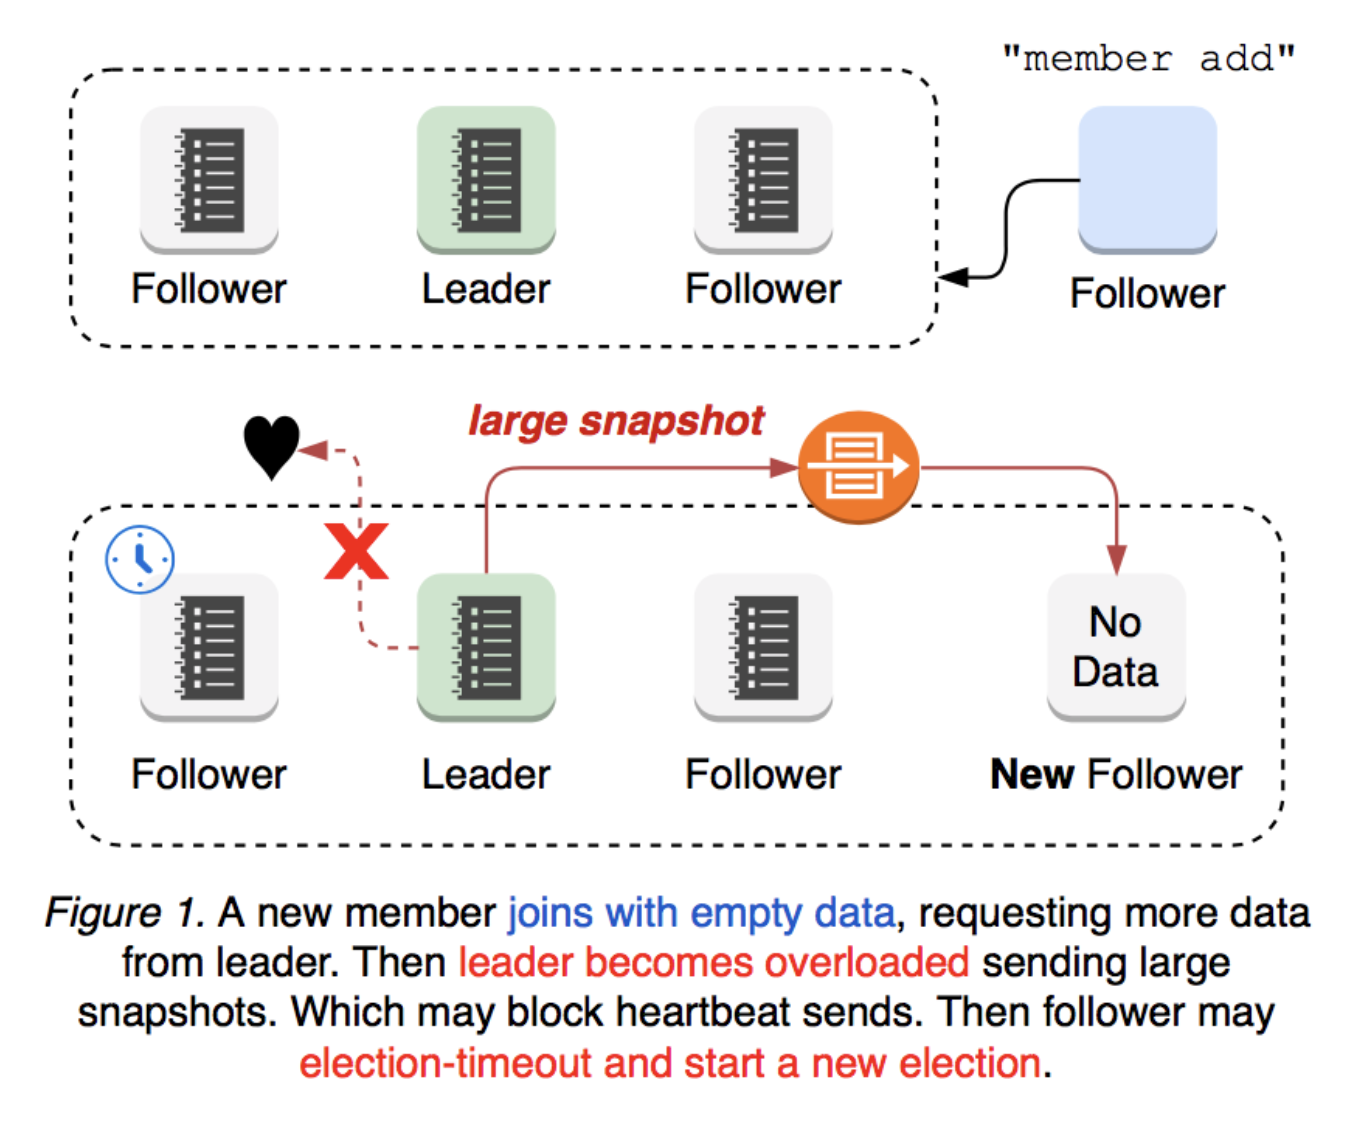 "member add"
Follower
Leader
Follower
Follower
large snapshot
X
No
Data
Follower
Leader
Follower
New Follower
Figure 1. A new member joins with empty data, requesting more data
from leader. Then leader becomes overloaded sending large
snapshots. Which may block heartbeat sends. Then follower may
election-timeout and start a new election.